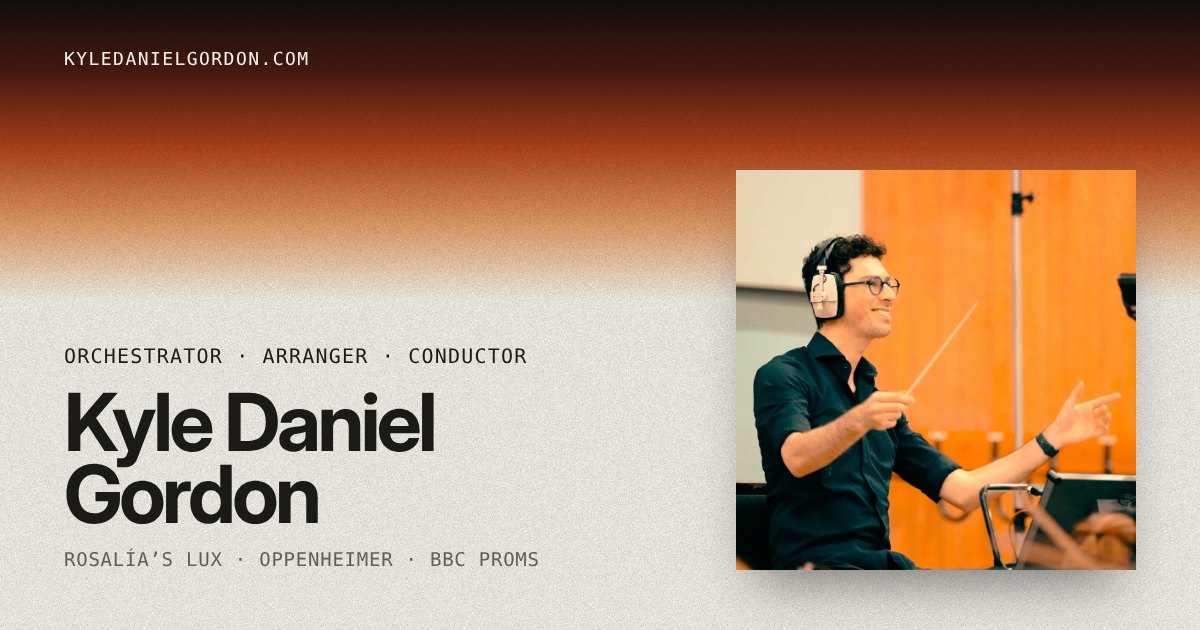 KYLEDANIELGORDON.COM
ORCHESTRATOR · ARRANGER · CONDUCTOR
Kyle Daniel
Gordon
ROSALÍA’S LUX · OPPENHEIMER · BBC PROMS